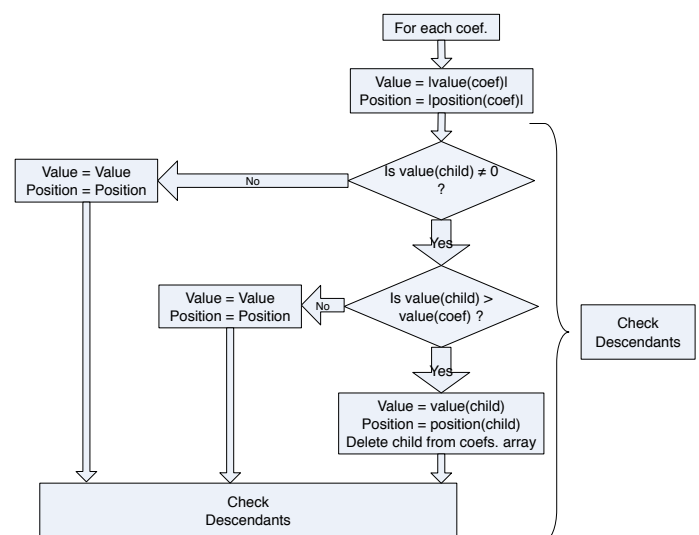 For each coef.
Value = |value(coef)|
Position = |position(coef)|
Is value(child) ≠ 0
?
Value = Value
Position = Position
No
Yes
Is value(child) >
value(coef) ?
Value = Value
Position = Position
No
Check
Descendants
Yes
Value = value(child)
Position = position(child)
Delete child from coefs. array
Check
Descendants